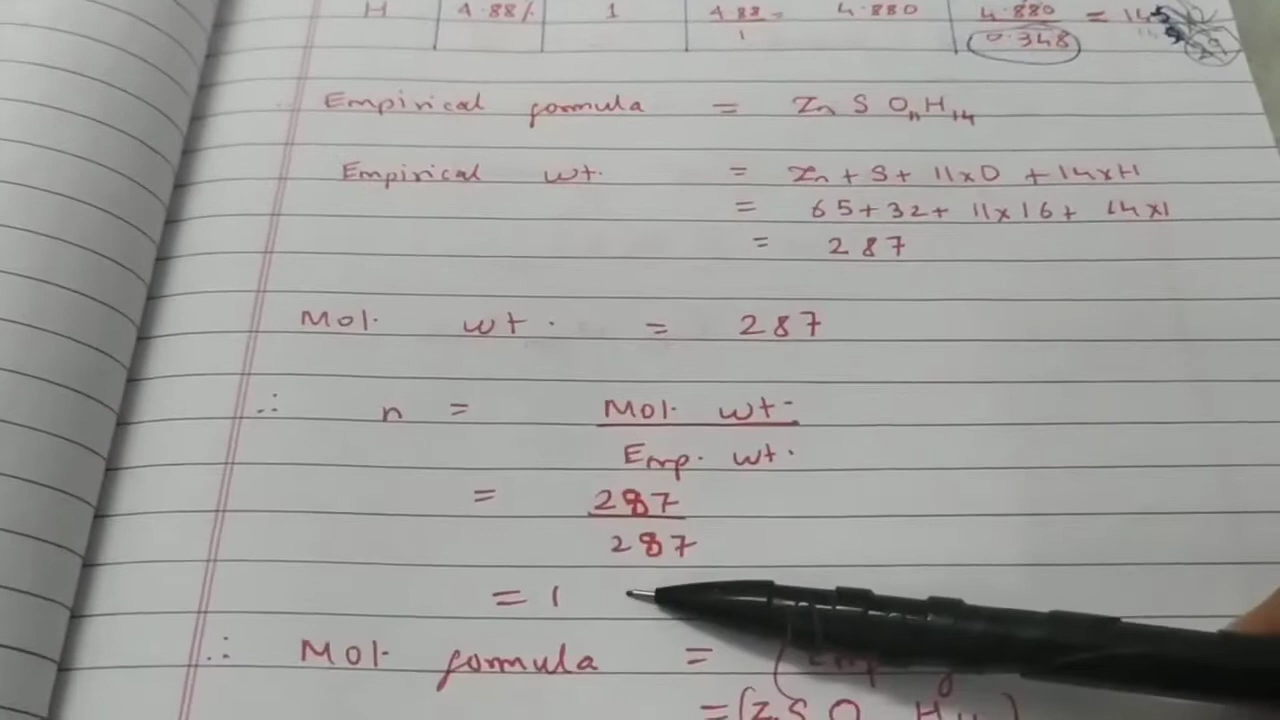 H 4.88% 1 4.88 = 4.880 4.880 = 14
1 0.348
Empirical formula = Zn S O11 H14
Empirical wt. = Zn + S + 11xO + 14xH
= 65+32+ 11x16+ 14x1
= 287
Mol. wt. = 287
∴ n = Mol. wt.
Emp. wt.
= 287
287
= 1
∴ Mol. formula = (Emp